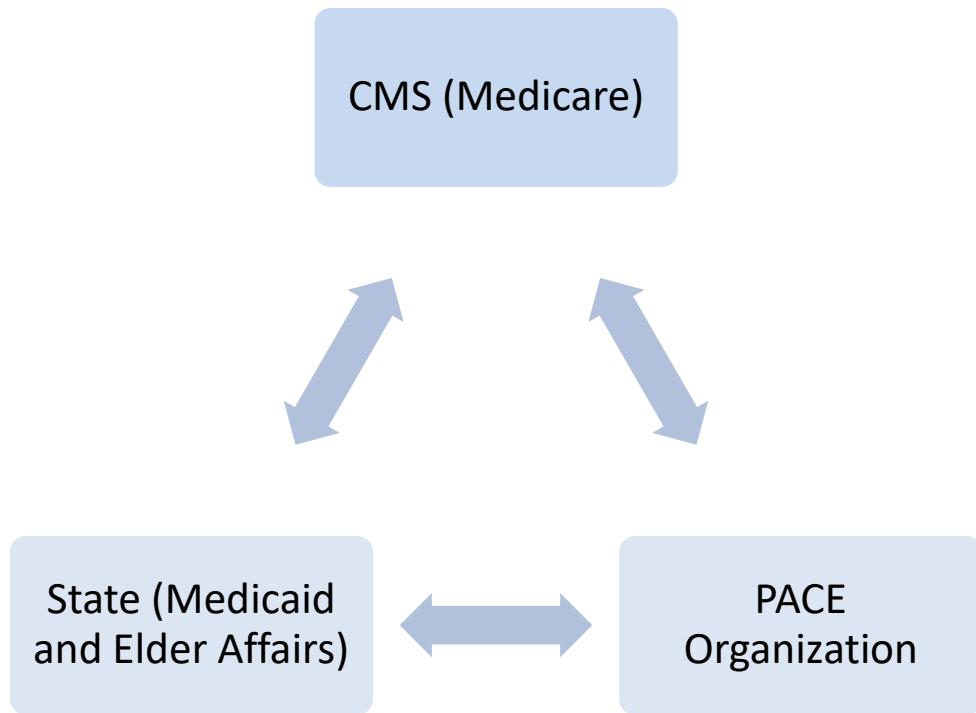 CMS (Medicare)
State (Medicaid
and Elder Affairs)
PACE
Organization